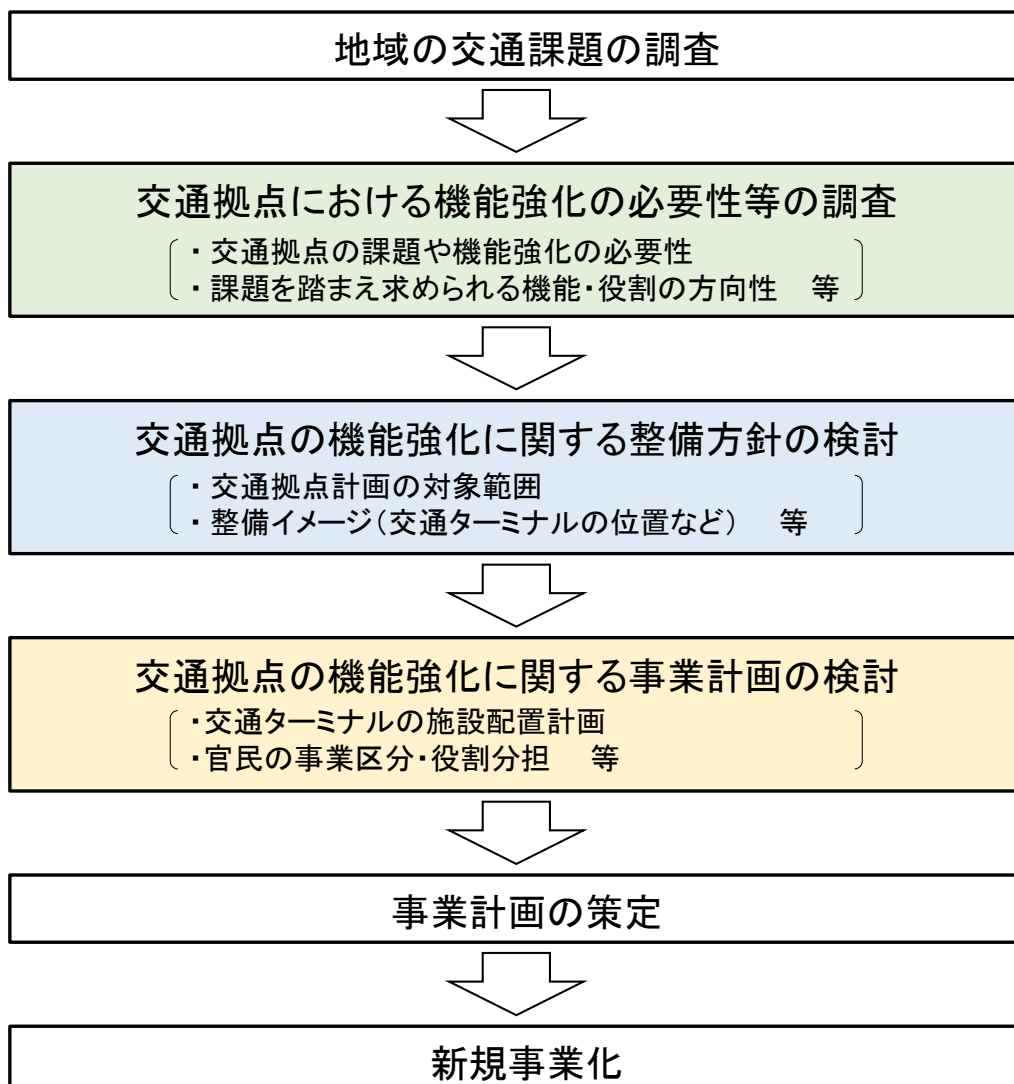 地域の交通課題の調査
交通拠点における機能強化の必要性等の調査
・交通拠点の課題や機能強化の必要性
・課題を踏まえ求められる機能・役割の方向性　等
交通拠点の機能強化に関する整備方針の検討
・交通拠点計画の対象範囲
・整備イメージ（交通ターミナルの位置など）　等
交通拠点の機能強化に関する事業計画の検討
・交通ターミナルの施設配置計画
・官民の事業区分・役割分担　等
事業計画の策定
新規事業化